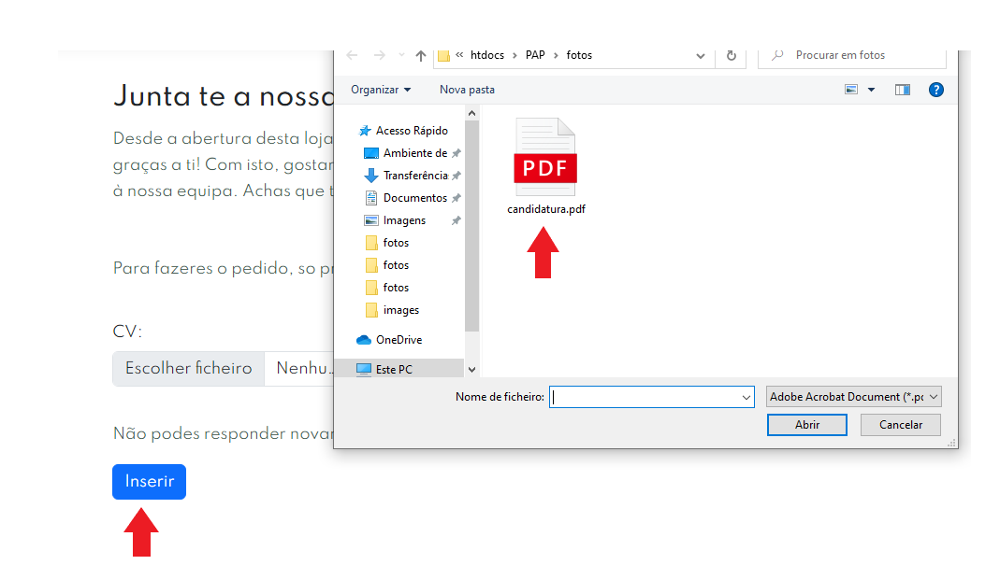 Junta te a nossa
Desde a abertura desta loja
graças a ti! Com isto, gostar
à nossa equipa. Achas que t
Para fazeres o pedido, so pr
CV:
Escolher ficheiro
Nenhu...
Não podes responder novar
Inserir
« htdocs › PAP › fotos
Procurar em fotos
Organizar
Nova pasta
?
Acesso Rápido
Ambiente de
Transferência
Documentos
Imagens
fotos
fotos
fotos
images
OneDrive
Este PC
PDF
candidatura.pdf
Nome de ficheiro:
Adobe Acrobat Document (*.pc
Abrir
Cancelar